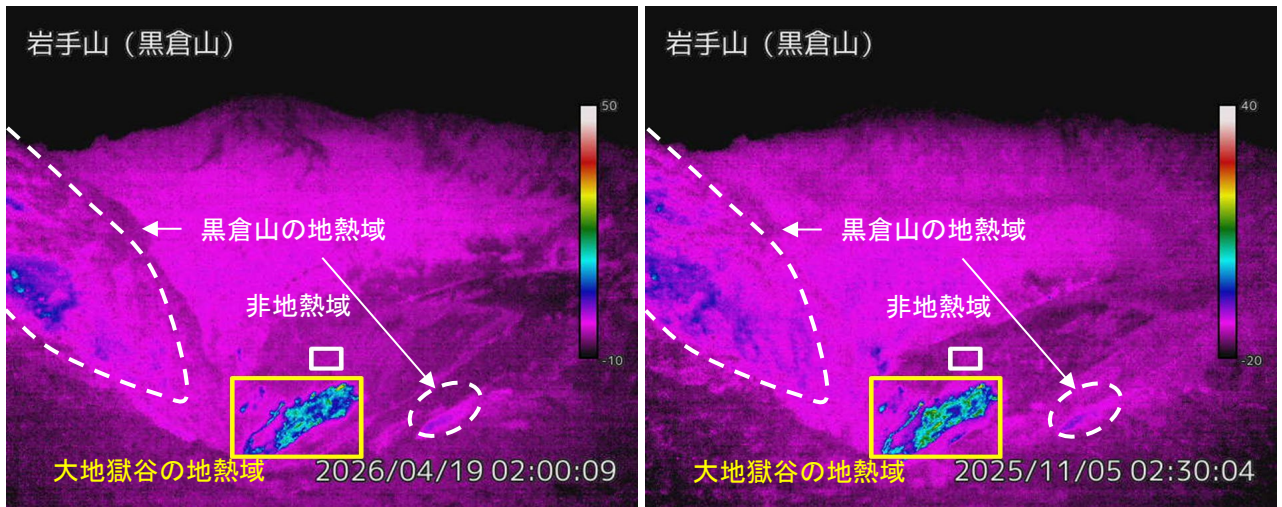 岩手山（黒倉山）
50
黒倉山の地熱域
非地熱域
-10
大地獄谷の地熱域
2026/04/19 02:00:09
岩手山（黒倉山）
40
黒倉山の地熱域
非地熱域
-20
大地獄谷の地熱域
2025/11/05 02:30:04